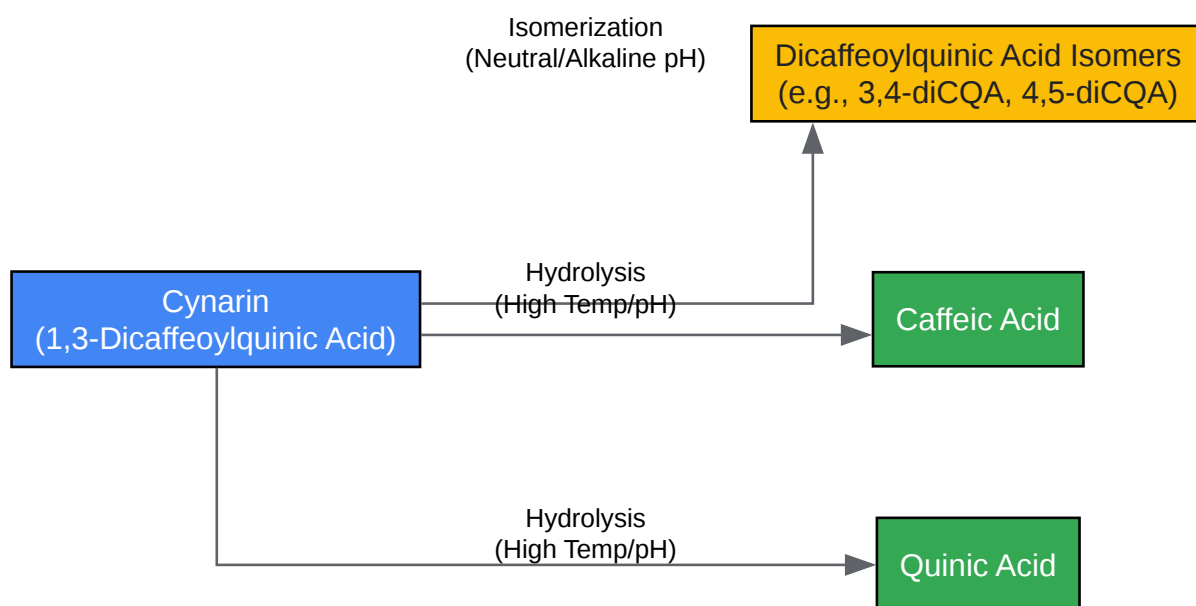 Isomerization
(Neutral/Alkaline pH)
Dicaffeoylquinic Acid Isomers
(e.g., 3,4-diCQA, 4,5-diCQA)
Cynarin
(1,3-Dicaffeoylquinic Acid)
Hydrolysis
(High Temp/pH)
Caffeic Acid
Hydrolysis
(High Temp/pH)
Quinic Acid